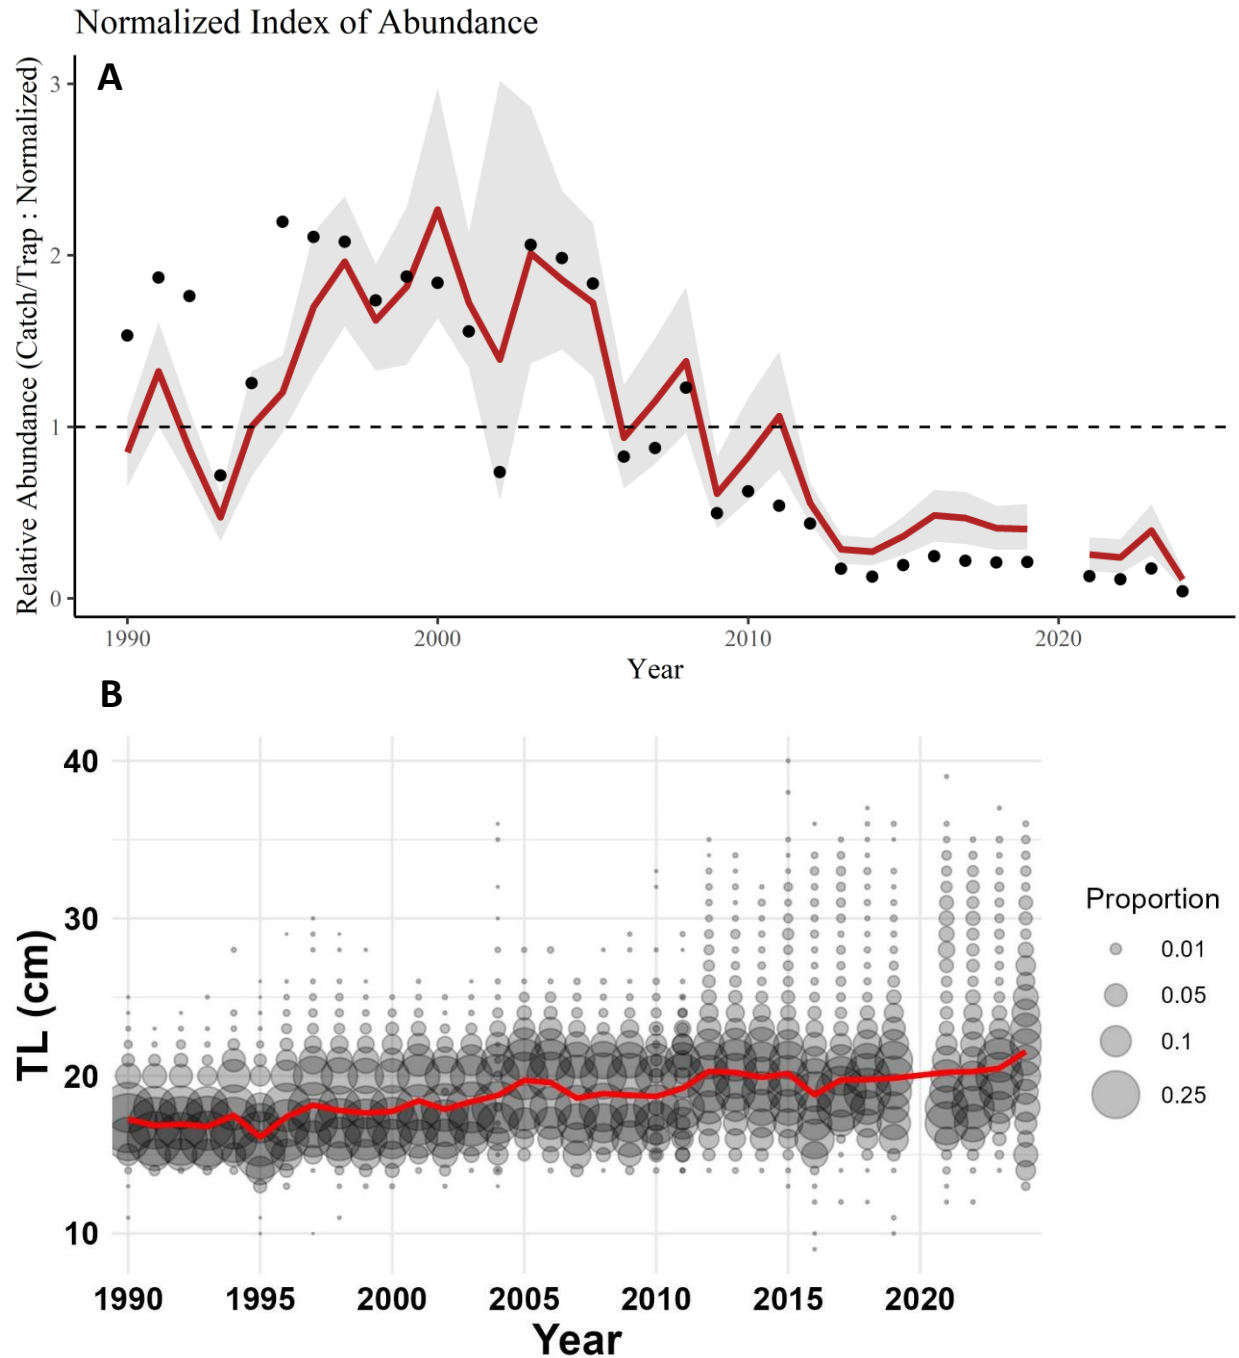 Normalized Index of Abundance
A
Relative Abundance (Catch/Trap : Normalized)
3
2
1
0
1990 2000 2010 2020
Year
B
TL (cm)
40
30
20
10
1990 1995 2000 2005 2010 2015 2020
Year
Proportion
0.01
0.05
0.1
0.25